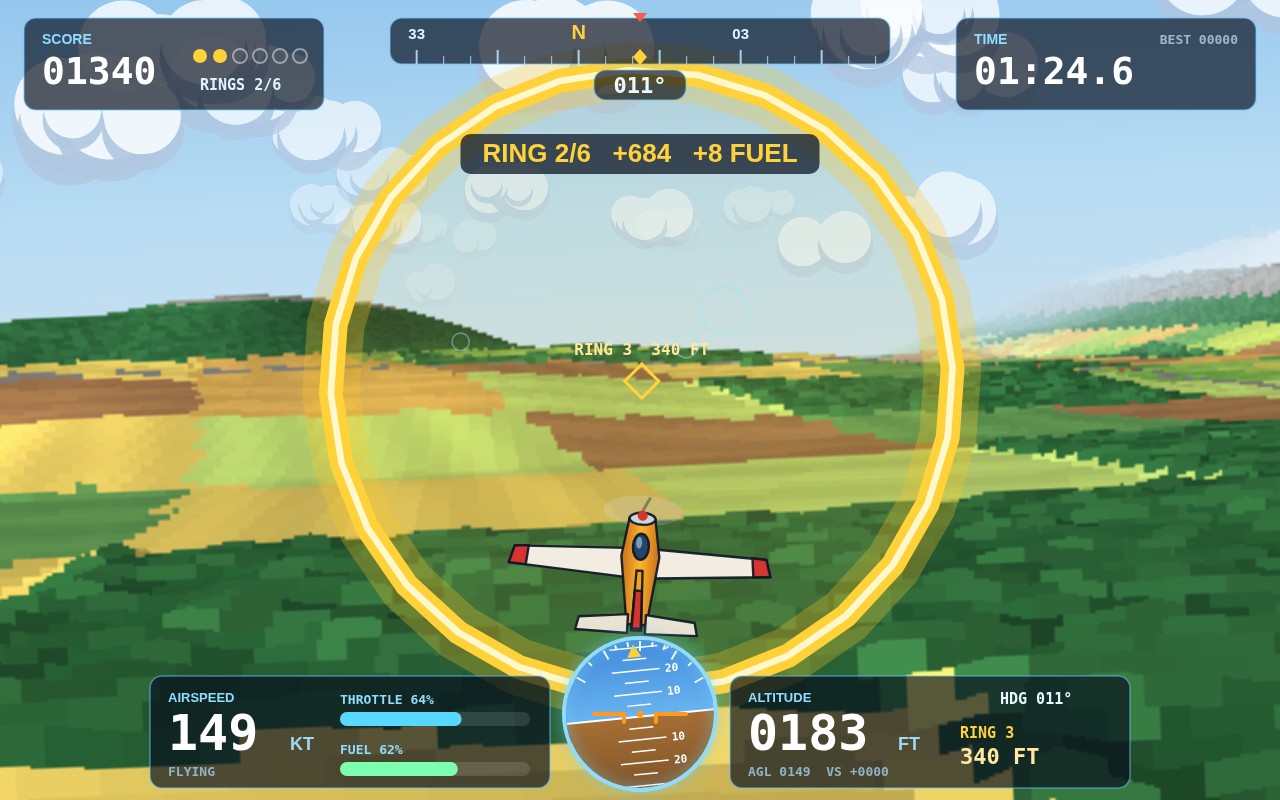 SCORE
01340
RINGS 2/6
33 N 03
011°
TIME BEST 00000
01:24.6
RING 2/6 +684 +8 FUEL
RING 3 340 FT
AIRSPEED
149 KT
FLYING
THROTTLE 64%
FUEL 62%
20
10
10
20
ALTITUDE
0183 FT
AGL 0149 VS +0000
HDG 011°
RING 3
340 FT